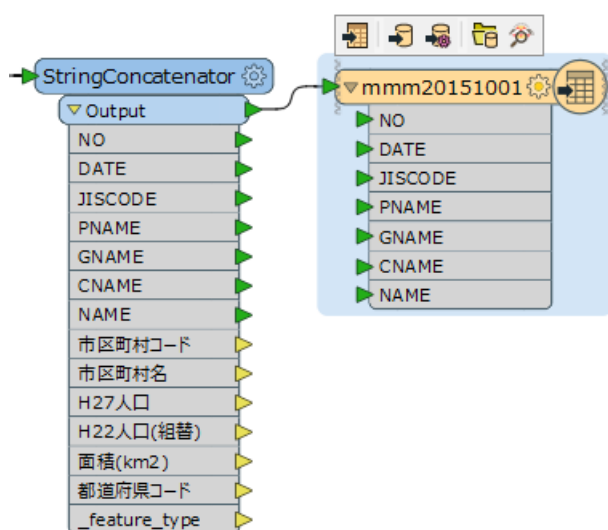 StringConcatenator
Output
NO
DATE
JISCODE
PNAME
GNAME
CNAME
NAME
市区町村コード
市区町村名
H27人口
H22人口(組替)
面積(km2)
都道府県コード
_feature_type
mmm20151001
NO
DATE
JISCODE
PNAME
GNAME
CNAME
NAME